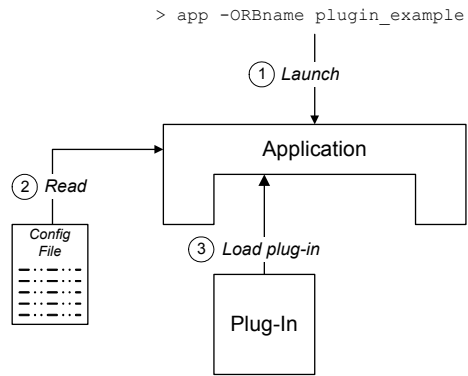 > app -ORBname plugin_example
1 Launch
Application
2 Read
Config
File
3 Load plug-in
Plug-In